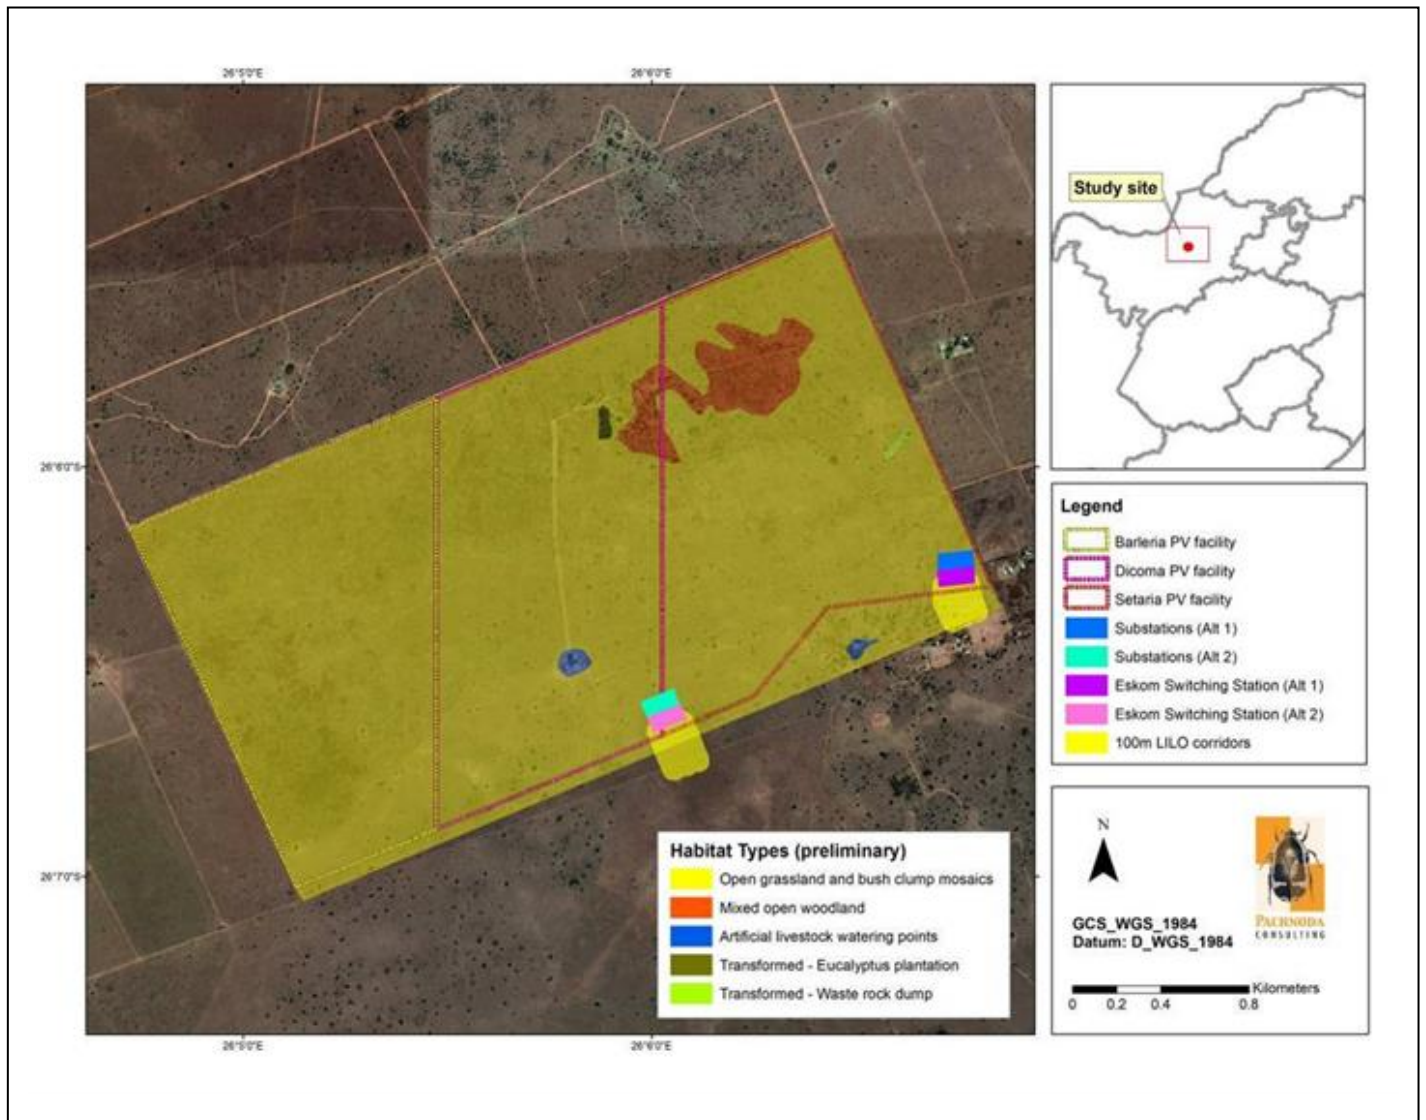 26°5'0"E
26°6'0"E
Study site
26°6'0"S
26°7'0"S
Legend
Barleria PV facility
Dicoma PV facility
Setaria PV facility
Substations (Alt 1)
Substations (Alt 2)
Eskom Switching Station (Alt 1)
Eskom Switching Station (Alt 2)
100m LILO corridors
Habitat Types (preliminary)
Open grassland and bush clump mosaics
Mixed open woodland
Artificial livestock watering points
Transformed - Eucalyptus plantation
Transformed - Waste rock dump
N
PACHNODA
CONSULTING
GCS_WGS_1984
Datum: D_WGS_1984
Kilometers
0 0.2 0.4 0.8
26°5'0"E
26°6'0"E